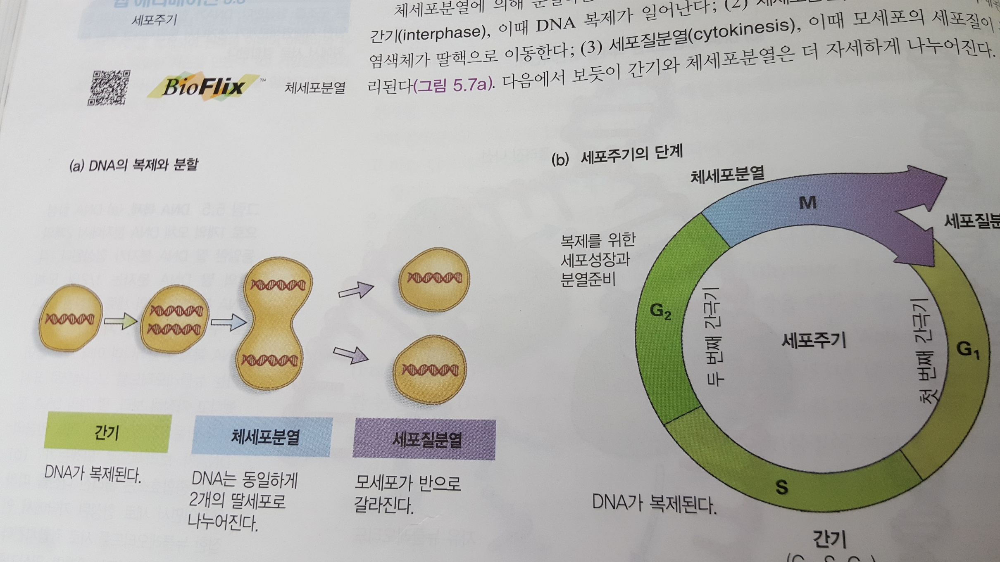 세포주기
BioFlix™ 체세포분열
체세포분열에 의해
간기(interphase), 이때 DNA 복제가 일어난다; (2)
염색체가 딸핵으로 이동한다; (3) 세포질분열(cytokinesis), 이때 모세포의 세포질이
리된다(그림 5.7a). 다음에서 보듯이 간기와 체세포분열은 더 자세하게 나누어진다.
(a) DNA의 복제와 분할
간기
DNA가 복제된다.
체세포분열
DNA는 동일하게
2개의 딸세포로
나누어진다.
세포질분열
모세포가 반으로
갈라진다.
(b) 세포주기의 단계
체세포분열
M
세포질분
복제를 위한
세포성장과
분열준비
G₂
두 번째 간극기
세포주기
첫 번째 간극기
G₁
S
DNA가 복제된다.
간기